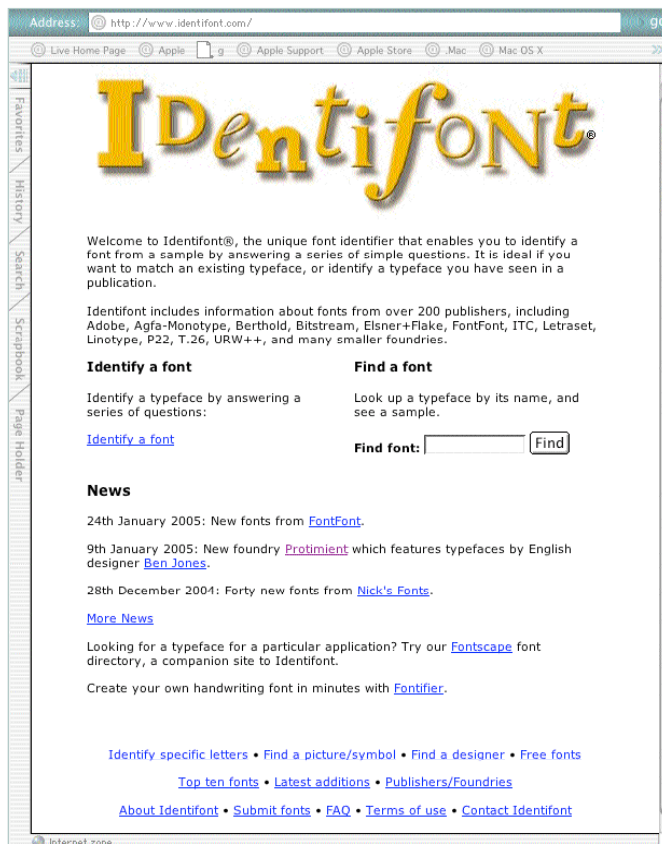 Address: http://www.identifont.com/ go
Live Home Page Apple g Apple Support Apple Store .Mac Mac OS X
Favorites
History
Search
Scrapbook
Page Holder
IDentifoNt®
Welcome to Identifont®, the unique font identifier that enables you to identify a
font from a sample by answering a series of simple questions. It is ideal if you
want to match an existing typeface, or identify a typeface you have seen in a
publication.
Identifont includes information about fonts from over 200 publishers, including
Adobe, Agfa-Monotype, Berthold, Bitstream, Elsner+Flake, FontFont, ITC, Letraset,
Linotype, P22, T.26, URW++, and many smaller foundries.
Identify a font
Identify a typeface by answering a
series of questions:
Identify a font
Find a font
Look up a typeface by its name, and
see a sample.
Find font: Find
News
24th January 2005: New fonts from FontFont.
9th January 2005: New foundry Protimient which features typefaces by English
designer Ben Jones.
28th December 2004: Forty new fonts from Nick's Fonts.
More News
Looking for a typeface for a particular application? Try our Fontscape font
directory, a companion site to Identifont.
Create your own handwriting font in minutes with Fontifier.
Identify specific letters • Find a picture/symbol • Find a designer • Free fonts
Top ten fonts • Latest additions • Publishers/Foundries
About Identifont • Submit fonts • FAQ • Terms of use • Contact Identifont
Internet zone